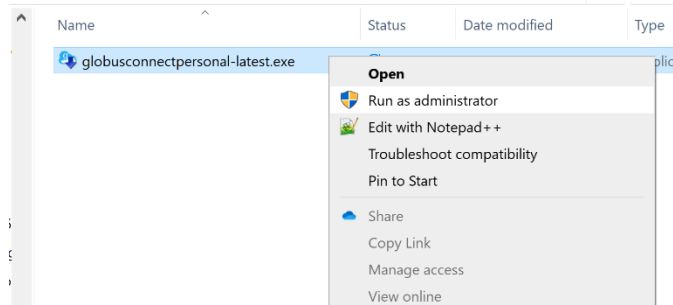 Name Status Date modified Type
globusconnectpersonal-latest.exe
Open
Run as administrator
Edit with Notepad++
Troubleshoot compatibility
Pin to Start
Share
Copy Link
Manage access
View online